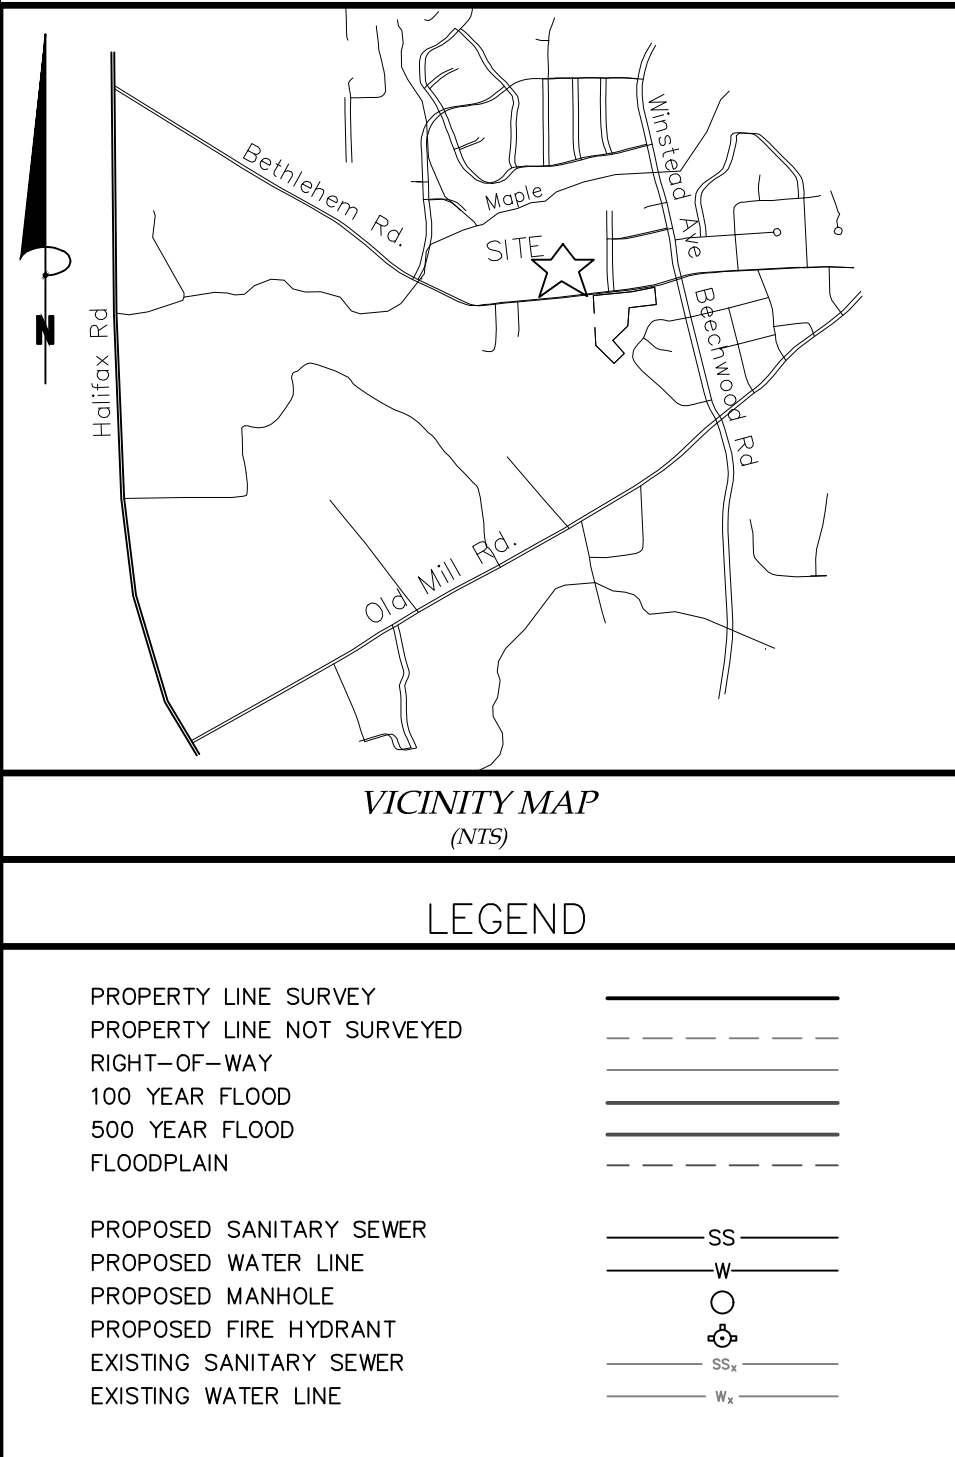 Winstead Ave
Bethlehem Rd.
Maple
SITE
N
Halifax Rd
Beechwood Rd
Old Mill Rd.
VICINITY MAP
(NTS)
LEGEND
PROPERTY LINE SURVEY
PROPERTY LINE NOT SURVEYED
RIGHT-OF-WAY
100 YEAR FLOOD
500 YEAR FLOOD
FLOODPLAIN
PROPOSED SANITARY SEWER SS
PROPOSED WATER LINE W
PROPOSED MANHOLE
PROPOSED FIRE HYDRANT
EXISTING SANITARY SEWER SSx
EXISTING WATER LINE Wx